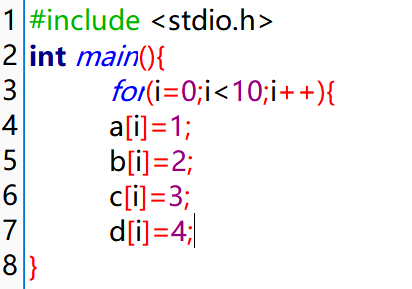 1 #include <stdio.h>
2 int main(){
3 for(i=0;i<10;i++){
4 a[i]=1;
5 b[i]=2;
6 c[i]=3;
7 d[i]=4;
8 }